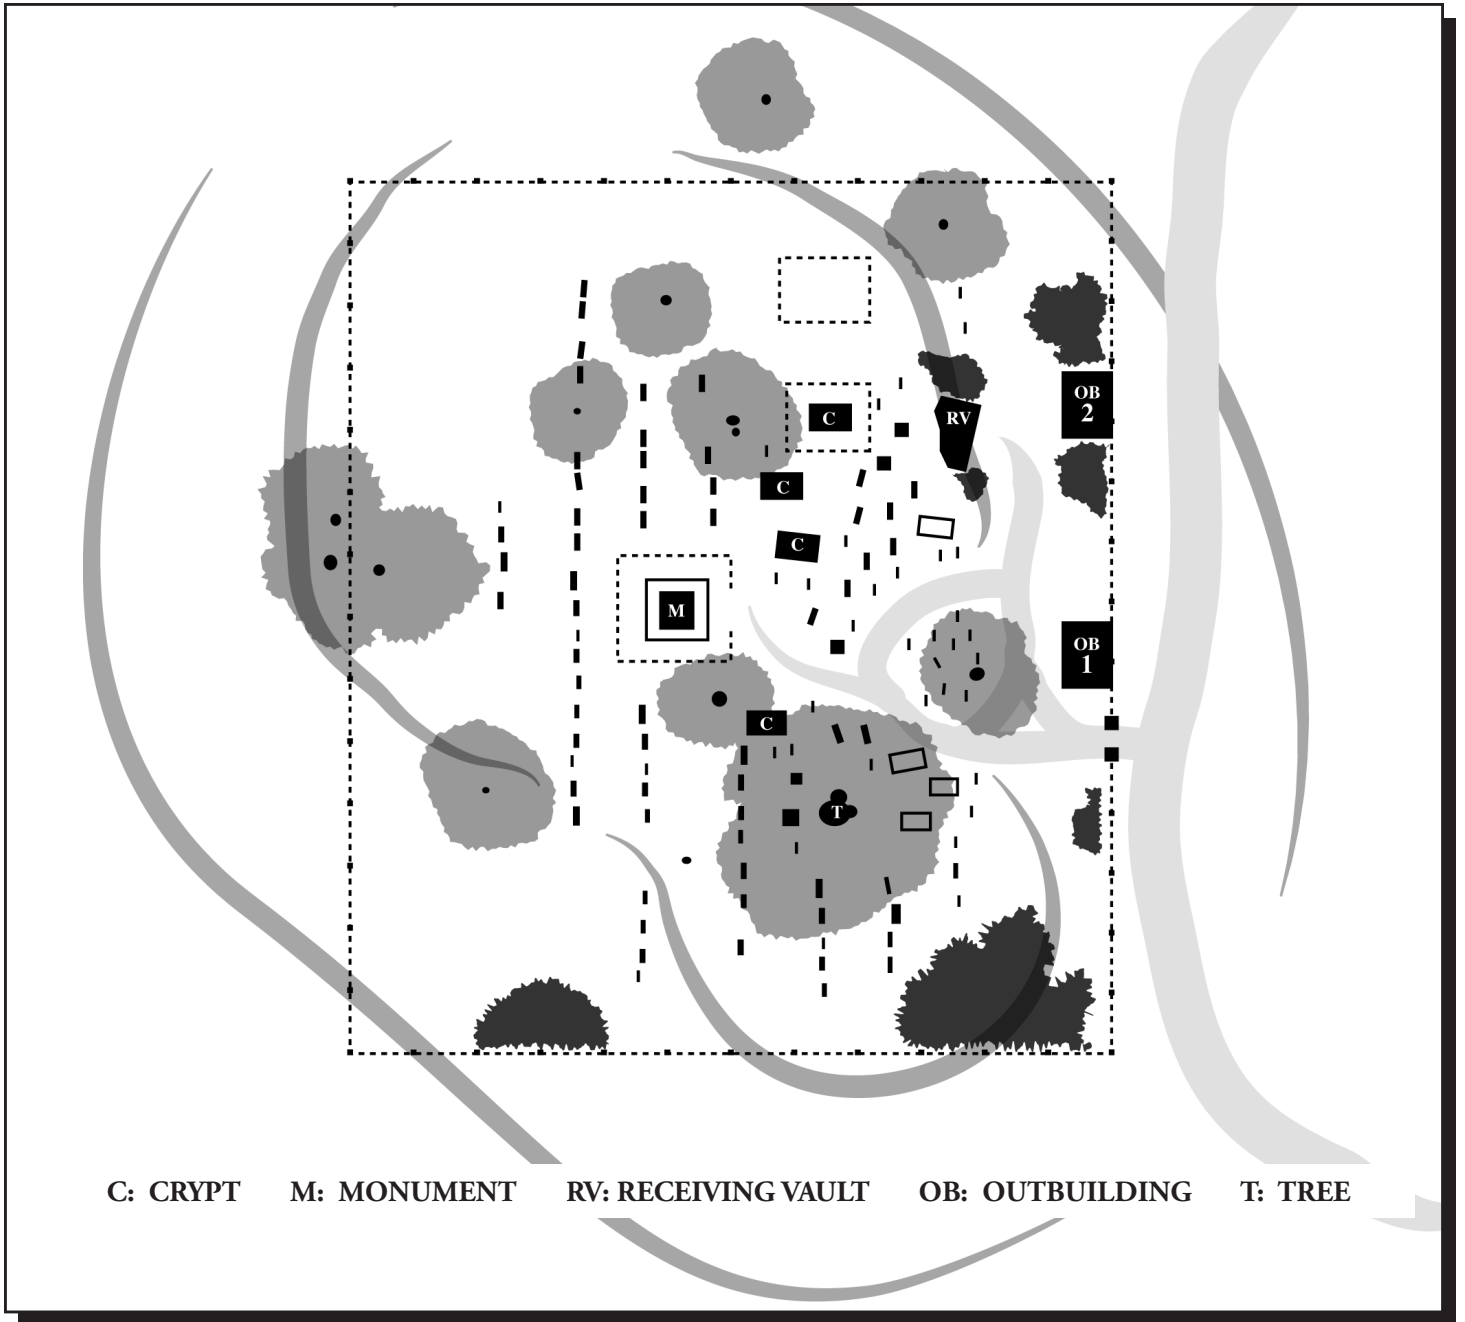 OB
2
C
RV
C
C
M
OB
1
C
T
C: CRYPT M: MONUMENT RV: RECEIVING VAULT OB: OUTBUILDING T: TREE